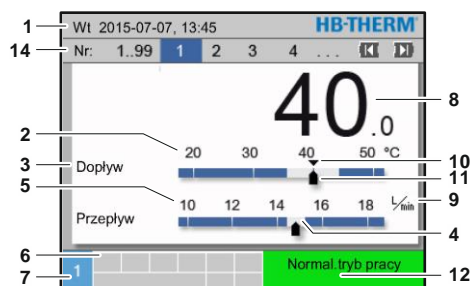 1 Wt 2015-07-07, 13:45 HB-THERM®
14 Nr: 1..99 1 2 3 4 ...
40.0 8
2 20 30 40 50 °C 10
3 Dopływ 11
5 10 12 14 16 18 L/min 9
Przepływ 4
6 Normal.tryb pracy
7 1 12